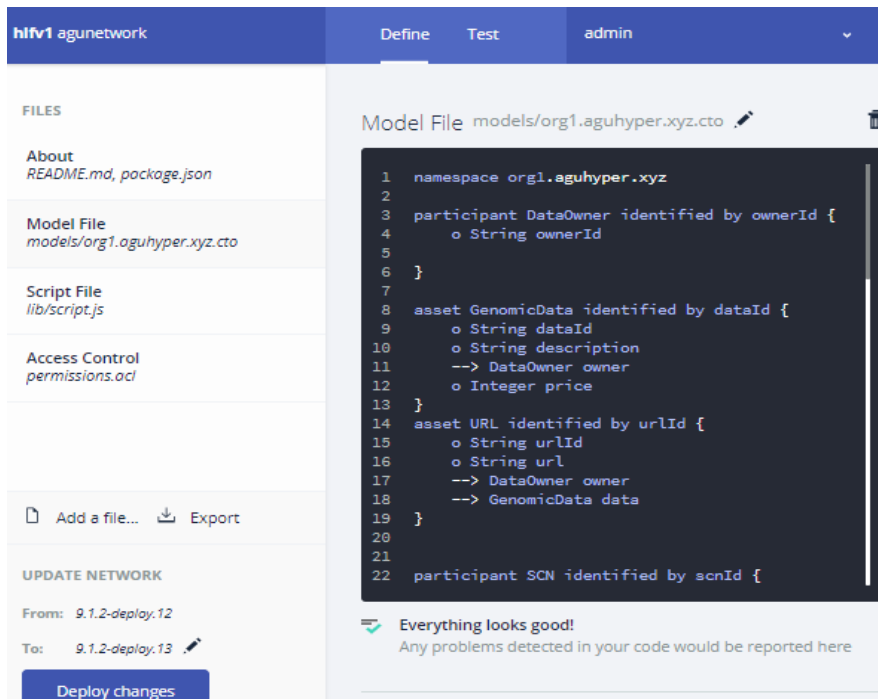 hlfv1 agunetwork
Define Test admin
FILES
About
README.md, package.json
Model File
models/org1.aguhyper.xyz.cto
Script File
lib/script.js
Access Control
permissions.acl
Add a file... Export
UPDATE NETWORK
From: 9.1.2-deploy.12
To: 9.1.2-deploy.13
Deploy changes
Model File models/org1.aguhyper.xyz.cto
1 namespace org1.aguhyper.xyz
2
3 participant DataOwner identified by ownerId {
4 o String ownerId
5
6 }
7
8 asset GenomicData identified by dataId {
9 o String dataId
10 o String description
11 --> DataOwner owner
12 o Integer price
13 }
14 asset URL identified by urlId {
15 o String urlId
16 o String url
17 --> DataOwner owner
18 --> GenomicData data
19 }
20
21
22 participant SCN identified by scnId {
Everything looks good!
Any problems detected in your code would be reported here